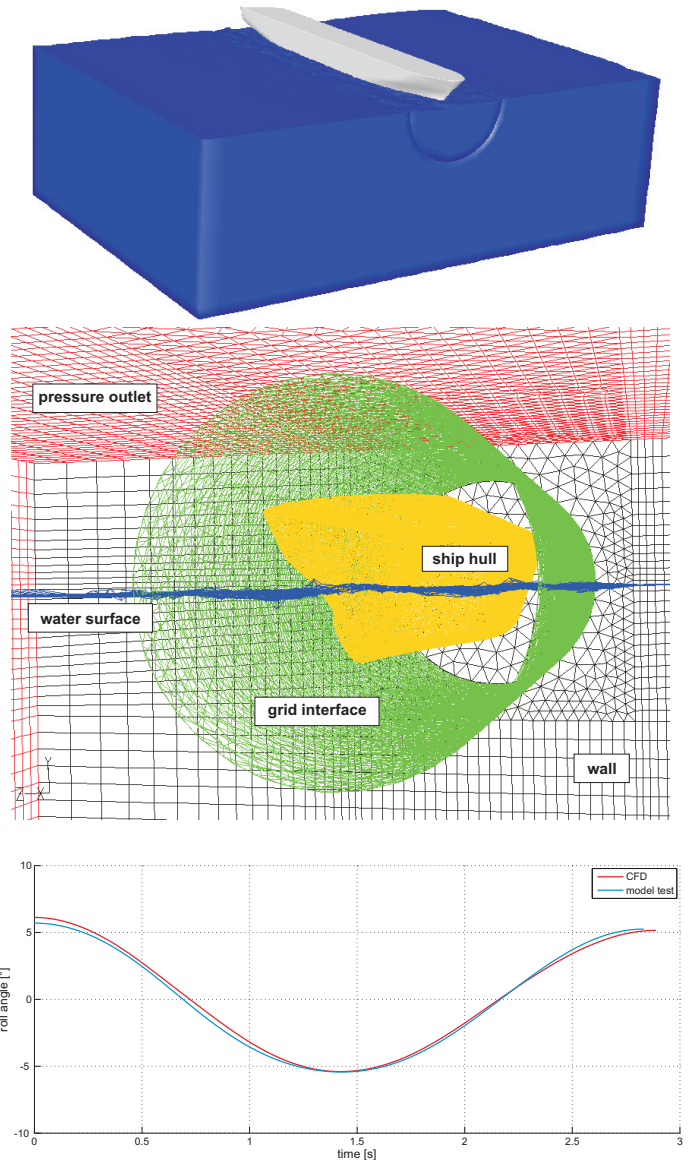 pressure outlet
ship hull
water surface
grid interface
wall
Y
Z X
10
5
0
-5
-10
roll angle [°]
CFD
model test
0 0.5 1 1.5 2 2.5 3
time [s]